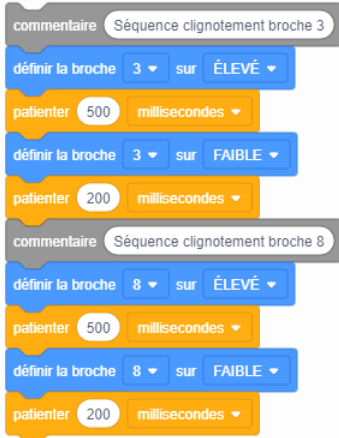 commentaire Séquence clignotement broche 3
définir la broche 3 sur ÉLEVÉ
patienter 500 millisecondes
définir la broche 3 sur FAIBLE
patienter 200 millisecondes
commentaire Séquence clignotement broche 8
définir la broche 8 sur ÉLEVÉ
patienter 500 millisecondes
définir la broche 8 sur FAIBLE
patienter 200 millisecondes